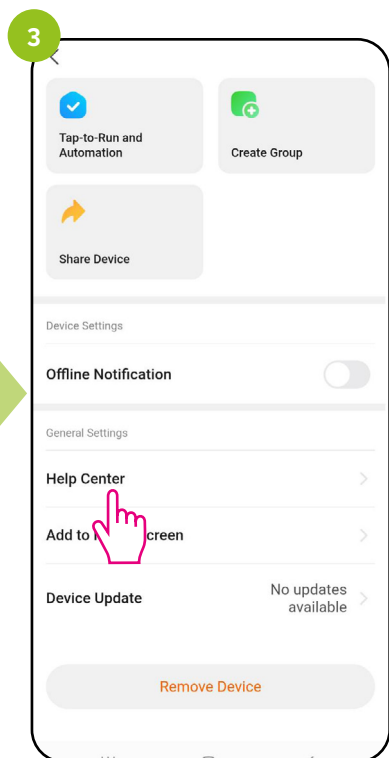 3
Tap-to-Run and
Automation
Create Group
Share Device
Device Settings
Offline Notification
General Settings
Help Center
Add to creen
Device Update
No updates
available
Remove Device